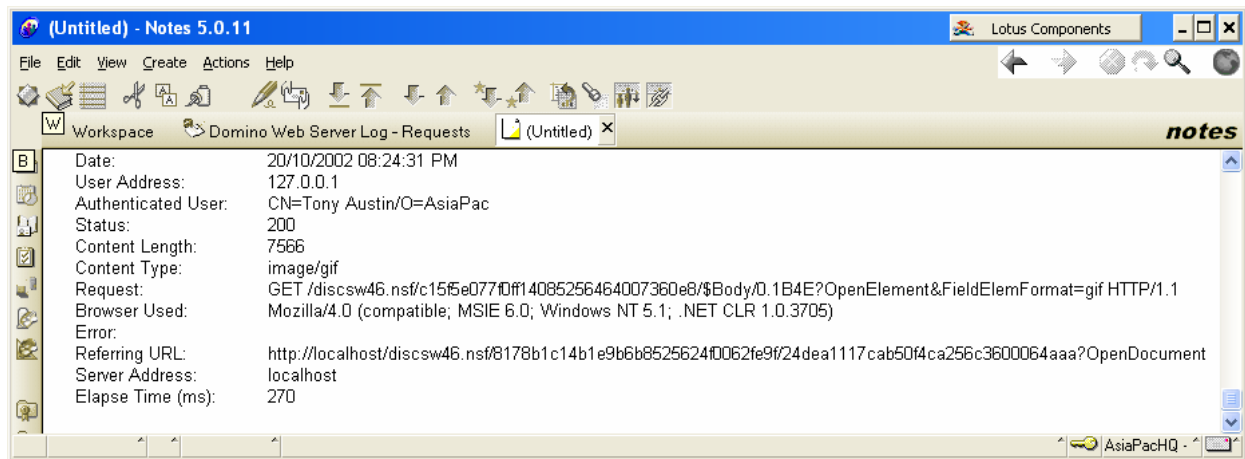 (Untitled) - Notes 5.0.11 Lotus Components
File Edit View Create Actions Help
W Workspace Domino Web Server Log - Requests (Untitled) notes
B
Date: 20/10/2002 08:24:31 PM
User Address: 127.0.0.1
Authenticated User: CN=Tony Austin/O=AsiaPac
Status: 200
Content Length: 7566
Content Type: image/gif
Request: GET /discsw46.nsf/c15f5e077f0ff14085256464007360e8/$Body/0.1B4E?OpenElement&FieldElemFormat=gif HTTP/1.1
Browser Used: Mozilla/4.0 (compatible; MSIE 6.0; Windows NT 5.1; .NET CLR 1.0.3705)
Error:
Referring URL: http://localhost/discsw46.nsf/8178b1c14b1e9b6b8525624f0062fe9f/24dea1117cab50f4ca256c3600064aaa?OpenDocument
Server Address: localhost
Elapse Time (ms): 270
AsiaPacHQ -